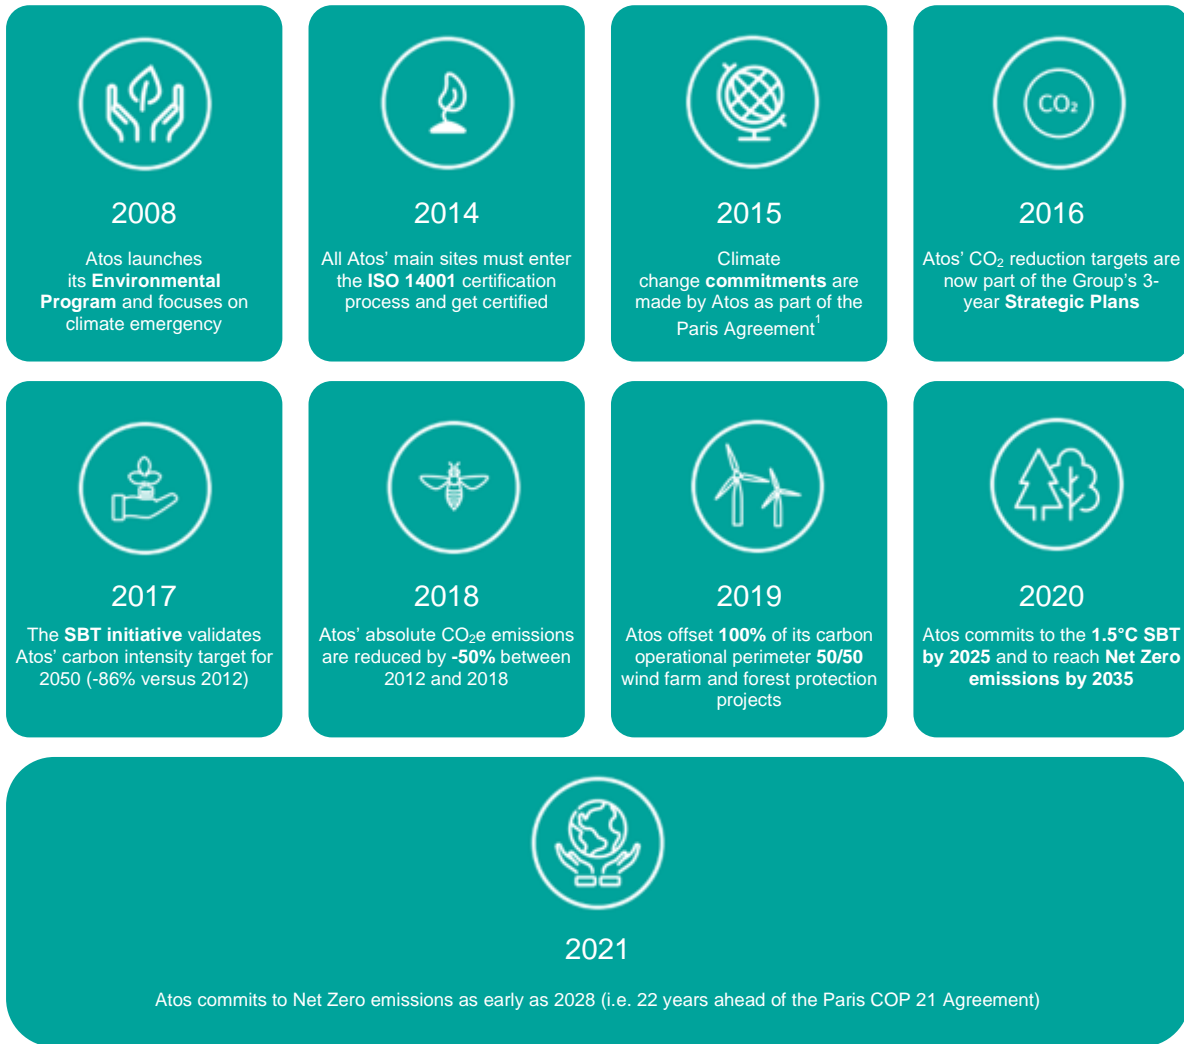 2008
Atos launches
its Environmental
Program and focuses on
climate emergency
2014
All Atos' main sites must enter
the ISO 14001 certification
process and get certified
2015
Climate
change commitments are
made by Atos as part of the
Paris Agreement¹
CO₂
2016
Atos' CO₂ reduction targets are
now part of the Group's 3-
year Strategic Plans
2017
The SBT initiative validates
Atos' carbon intensity target for
2050 (-86% versus 2012)
2018
Atos' absolute CO₂e emissions
are reduced by -50% between
2012 and 2018
2019
Atos offset 100% of its carbon
operational perimeter 50/50
wind farm and forest protection
projects
2020
Atos commits to the 1.5°C SBT
by 2025 and to reach Net Zero
emissions by 2035
2021
Atos commits to Net Zero emissions as early as 2028 (i.e. 22 years ahead of the Paris COP 21 Agreement)